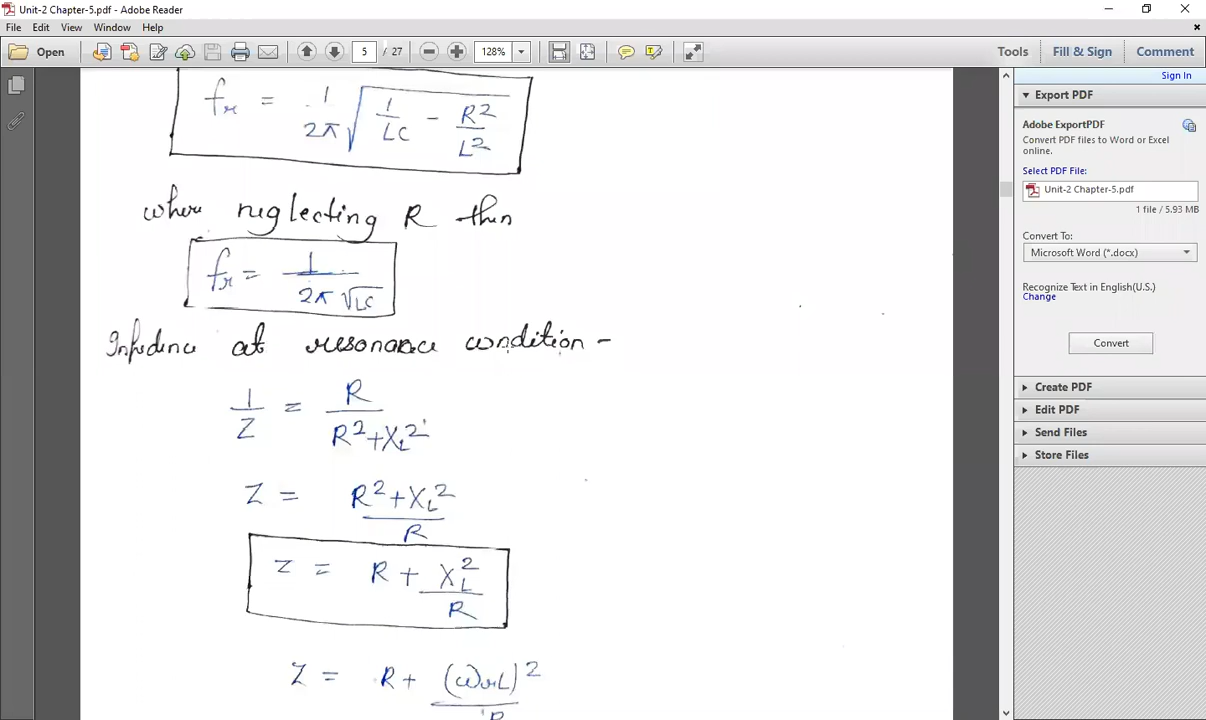 Unit-2 Chapter-5.pdf - Adobe Reader
File Edit View Window Help
Open 5 / 27 128% Tools Fill & Sign Comment
Sign In
Export PDF
Adobe ExportPDF
Convert PDF files to Word or Excel
online.
Select PDF File:
Unit-2 Chapter-5.pdf
1 file / 5.93 MB
Convert To:
Microsoft Word (*.docx)
Recognize Text in English(U.S.)
Change
Convert
Create PDF
Edit PDF
Send Files
Store Files
fr = 1/2π √(1/LC - R²/L²)
where neglecting R then
fr = 1/2π√LC
Impedence at resonance condition -
1/Z = R/(R²+XL²)
Z = (R²+XL²)/R
Z = R + XL²/R
Z = R + (ωrL)²/R